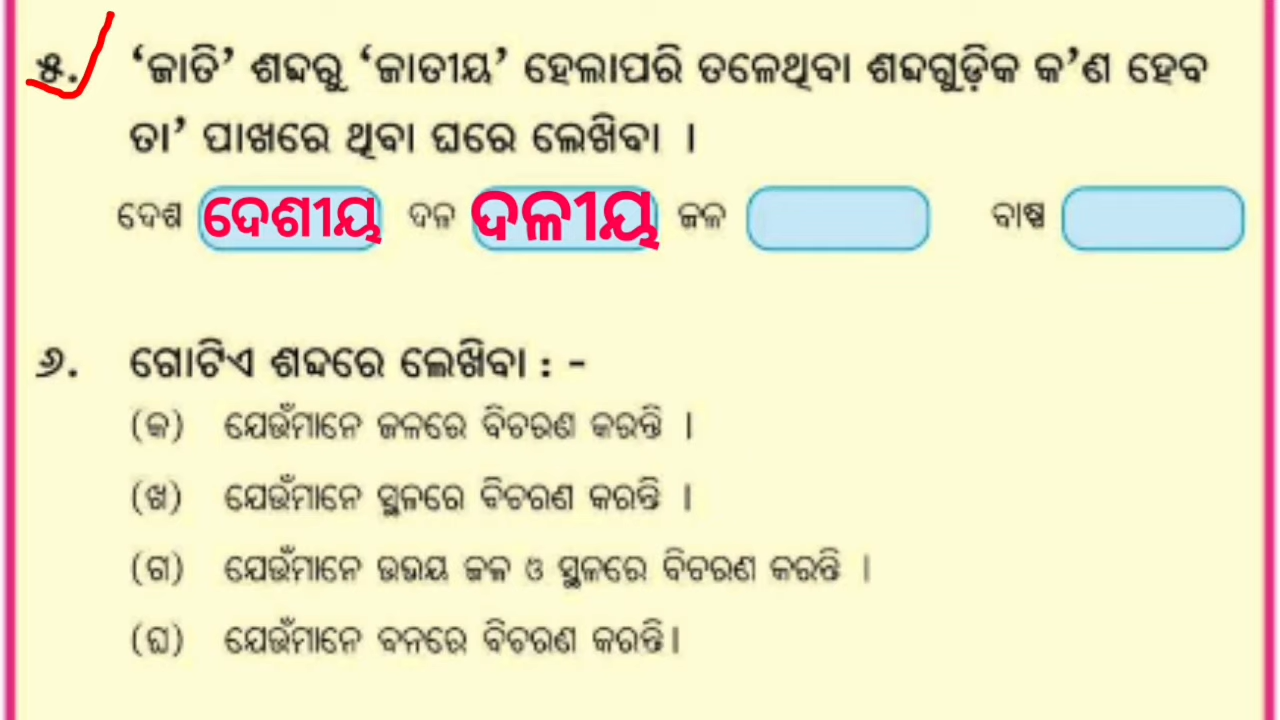 ୫. ‘ଜାତି’ ଶବ୍ଦରୁ ‘ଜାତୀୟ’ ହେଲାପରି ତଳେଥିବା ଶବ୍ଦଗୁଡ଼ିକ କ’ଣ ହେବ
ତା’ ପାଖରେ ଥିବା ଘରେ ଲେଖିବା ।
ଦେଶ ଦେଶୀୟ ଦଳ ଦଳୀୟ ଜଳ ବାଷ୍ପ
୬. ଗୋଟିଏ ଶବ୍ଦରେ ଲେଖିବା : -
(କ) ଯେଉଁମାନେ ଜଳରେ ବିଚରଣ କରନ୍ତି ।
(ଖ) ଯେଉଁମାନେ ସ୍ଥଳରେ ବିଚରଣ କରନ୍ତି ।
(ଗ) ଯେଉଁମାନେ ଉଭୟ ଜଳ ଓ ସ୍ଥଳରେ ବିଚରଣ କରନ୍ତି ।
(ଘ) ଯେଉଁମାନେ ବନରେ ବିଚରଣ କରନ୍ତି।